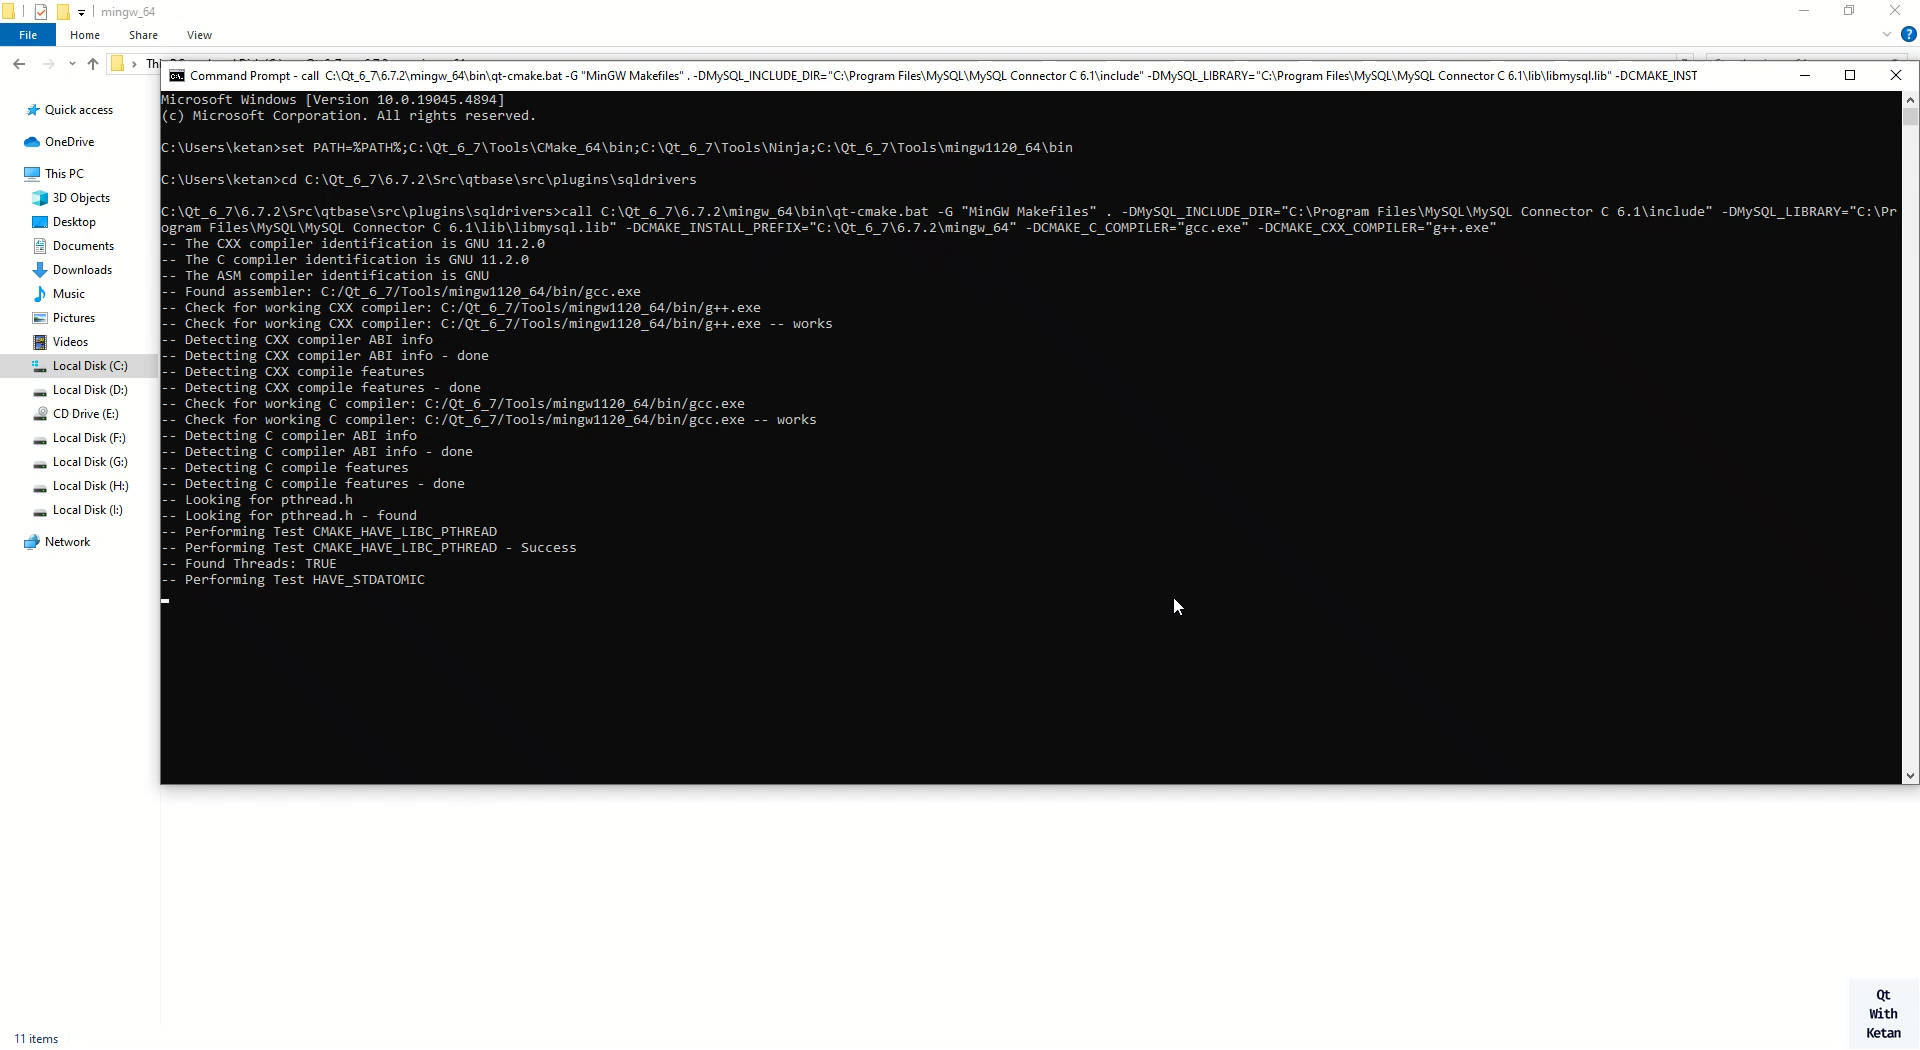 mingw_64
File
Home
Share
View
Command Prompt - call C:\Qt_6_7\6.7.2\mingw_64\bin\qt-cmake.bat -G "MinGW Makefiles" . -DMySQL_INCLUDE_DIR="C:\Program Files\MySQL\MySQL Connector C 6.1\include" -DMySQL_LIBRARY="C:\Program Files\MySQL\MySQL Connector C 6.1\lib\libmysql.lib" -DCMAKE_INST
Quick access
OneDrive
This PC
3D Objects
Desktop
Documents
Downloads
Music
Pictures
Videos
Local Disk (C:)
Local Disk (D:)
CD Drive (E:)
Local Disk (F:)
Local Disk (G:)
Local Disk (H:)
Local Disk (I:)
Network
Microsoft Windows [Version 10.0.19045.4894]
(c) Microsoft Corporation. All rights reserved.
C:\Users\ketan>set PATH=%PATH%;C:\Qt_6_7\Tools\CMake_64\bin;C:\Qt_6_7\Tools\Ninja;C:\Qt_6_7\Tools\mingw1120_64\bin
C:\Users\ketan>cd C:\Qt_6_7\6.7.2\Src\qtbase\src\plugins\sqldrivers
C:\Qt_6_7\6.7.2\Src\qtbase\src\plugins\sqldrivers>call C:\Qt_6_7\6.7.2\mingw_64\bin\qt-cmake.bat -G "MinGW Makefiles" . -DMySQL_INCLUDE_DIR="C:\Program Files\MySQL\MySQL Connector C 6.1\include" -DMySQL_LIBRARY="C:\Pr
ogram Files\MySQL\MySQL Connector C 6.1\lib\libmysql.lib" -DCMAKE_INSTALL_PREFIX="C:\Qt_6_7\6.7.2\mingw_64" -DCMAKE_C_COMPILER="gcc.exe" -DCMAKE_CXX_COMPILER="g++.exe"
-- The CXX compiler identification is GNU 11.2.0
-- The C compiler identification is GNU 11.2.0
-- The ASM compiler identification is GNU
-- Found assembler: C:/Qt_6_7/Tools/mingw1120_64/bin/gcc.exe
-- Check for working CXX compiler: C:/Qt_6_7/Tools/mingw1120_64/bin/g++.exe
-- Check for working CXX compiler: C:/Qt_6_7/Tools/mingw1120_64/bin/g++.exe -- works
-- Detecting CXX compiler ABI info
-- Detecting CXX compiler ABI info - done
-- Detecting CXX compile features
-- Detecting CXX compile features - done
-- Check for working C compiler: C:/Qt_6_7/Tools/mingw1120_64/bin/gcc.exe
-- Check for working C compiler: C:/Qt_6_7/Tools/mingw1120_64/bin/gcc.exe -- works
-- Detecting C compiler ABI info
-- Detecting C compiler ABI info - done
-- Detecting C compile features
-- Detecting C compile features - done
-- Looking for pthread.h
-- Looking for pthread.h - found
-- Performing Test CMAKE_HAVE_LIBC_PTHREAD
-- Performing Test CMAKE_HAVE_LIBC_PTHREAD - Success
-- Found Threads: TRUE
-- Performing Test HAVE_STDATOMIC
Qt
With
Ketan
11 items